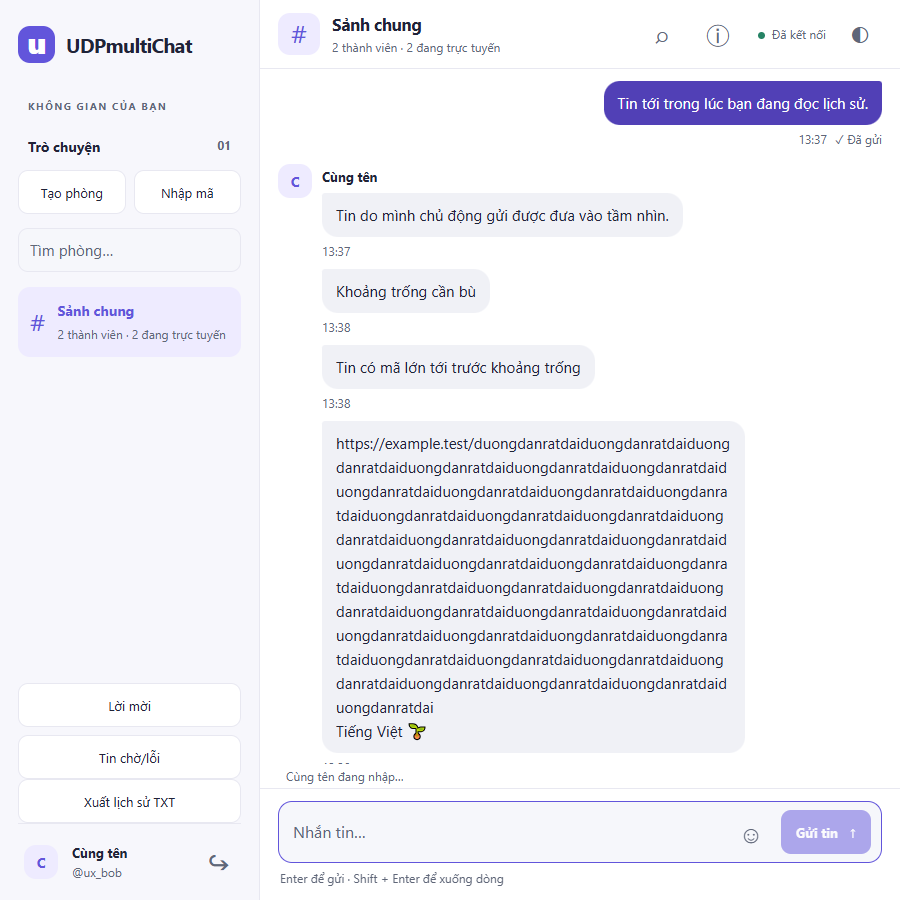 u UDPmultiChat
KHÔNG GIAN CỦA BẠN
Trò chuyện 01
Tạo phòng Nhập mã
Tìm phòng...
# Sảnh chung
2 thành viên · 2 đang trực tuyến
Lời mời
Tin chờ/lỗi
Xuất lịch sử TXT
C Cùng tên
@ux_bob
# Sảnh chung
2 thành viên · 2 đang trực tuyến
Đã kết nối
Tin tới trong lúc bạn đang đọc lịch sử.
13:37 ✓ Đã gửi
C Cùng tên
Tin do mình chủ động gửi được đưa vào tầm nhìn.
13:37
Khoảng trống cần bù
13:38
Tin có mã lớn tới trước khoảng trống
13:38
https://example.test/duongdanratdaiduongdanratdaiduong
danratdaiduongdanratdaiduongdanratdaiduongdanratdaid
uongdanratdaiduongdanratdaiduongdanratdaiduongdanra
tdaiduongdanratdaiduongdanratdaiduongdanratdaiduong
danratdaiduongdanratdaiduongdanratdaiduongdanratdaid
uongdanratdaiduongdanratdaiduongdanratdaiduongdanra
tdaiduongdanratdaiduongdanratdaiduongdanratdaiduong
danratdaiduongdanratdaiduongdanratdaiduongdanratdaid
uongdanratdaiduongdanratdaiduongdanratdaiduongdanra
tdaiduongdanratdaiduongdanratdaiduongdanratdaiduong
danratdaiduongdanratdaiduongdanratdaiduongdanratdaid
uongdanratdai
Tiếng Việt 🌱
Cùng tên đang nhập...
Nhắn tin...
Gửi tin ↑
Enter để gửi · Shift + Enter để xuống dòng